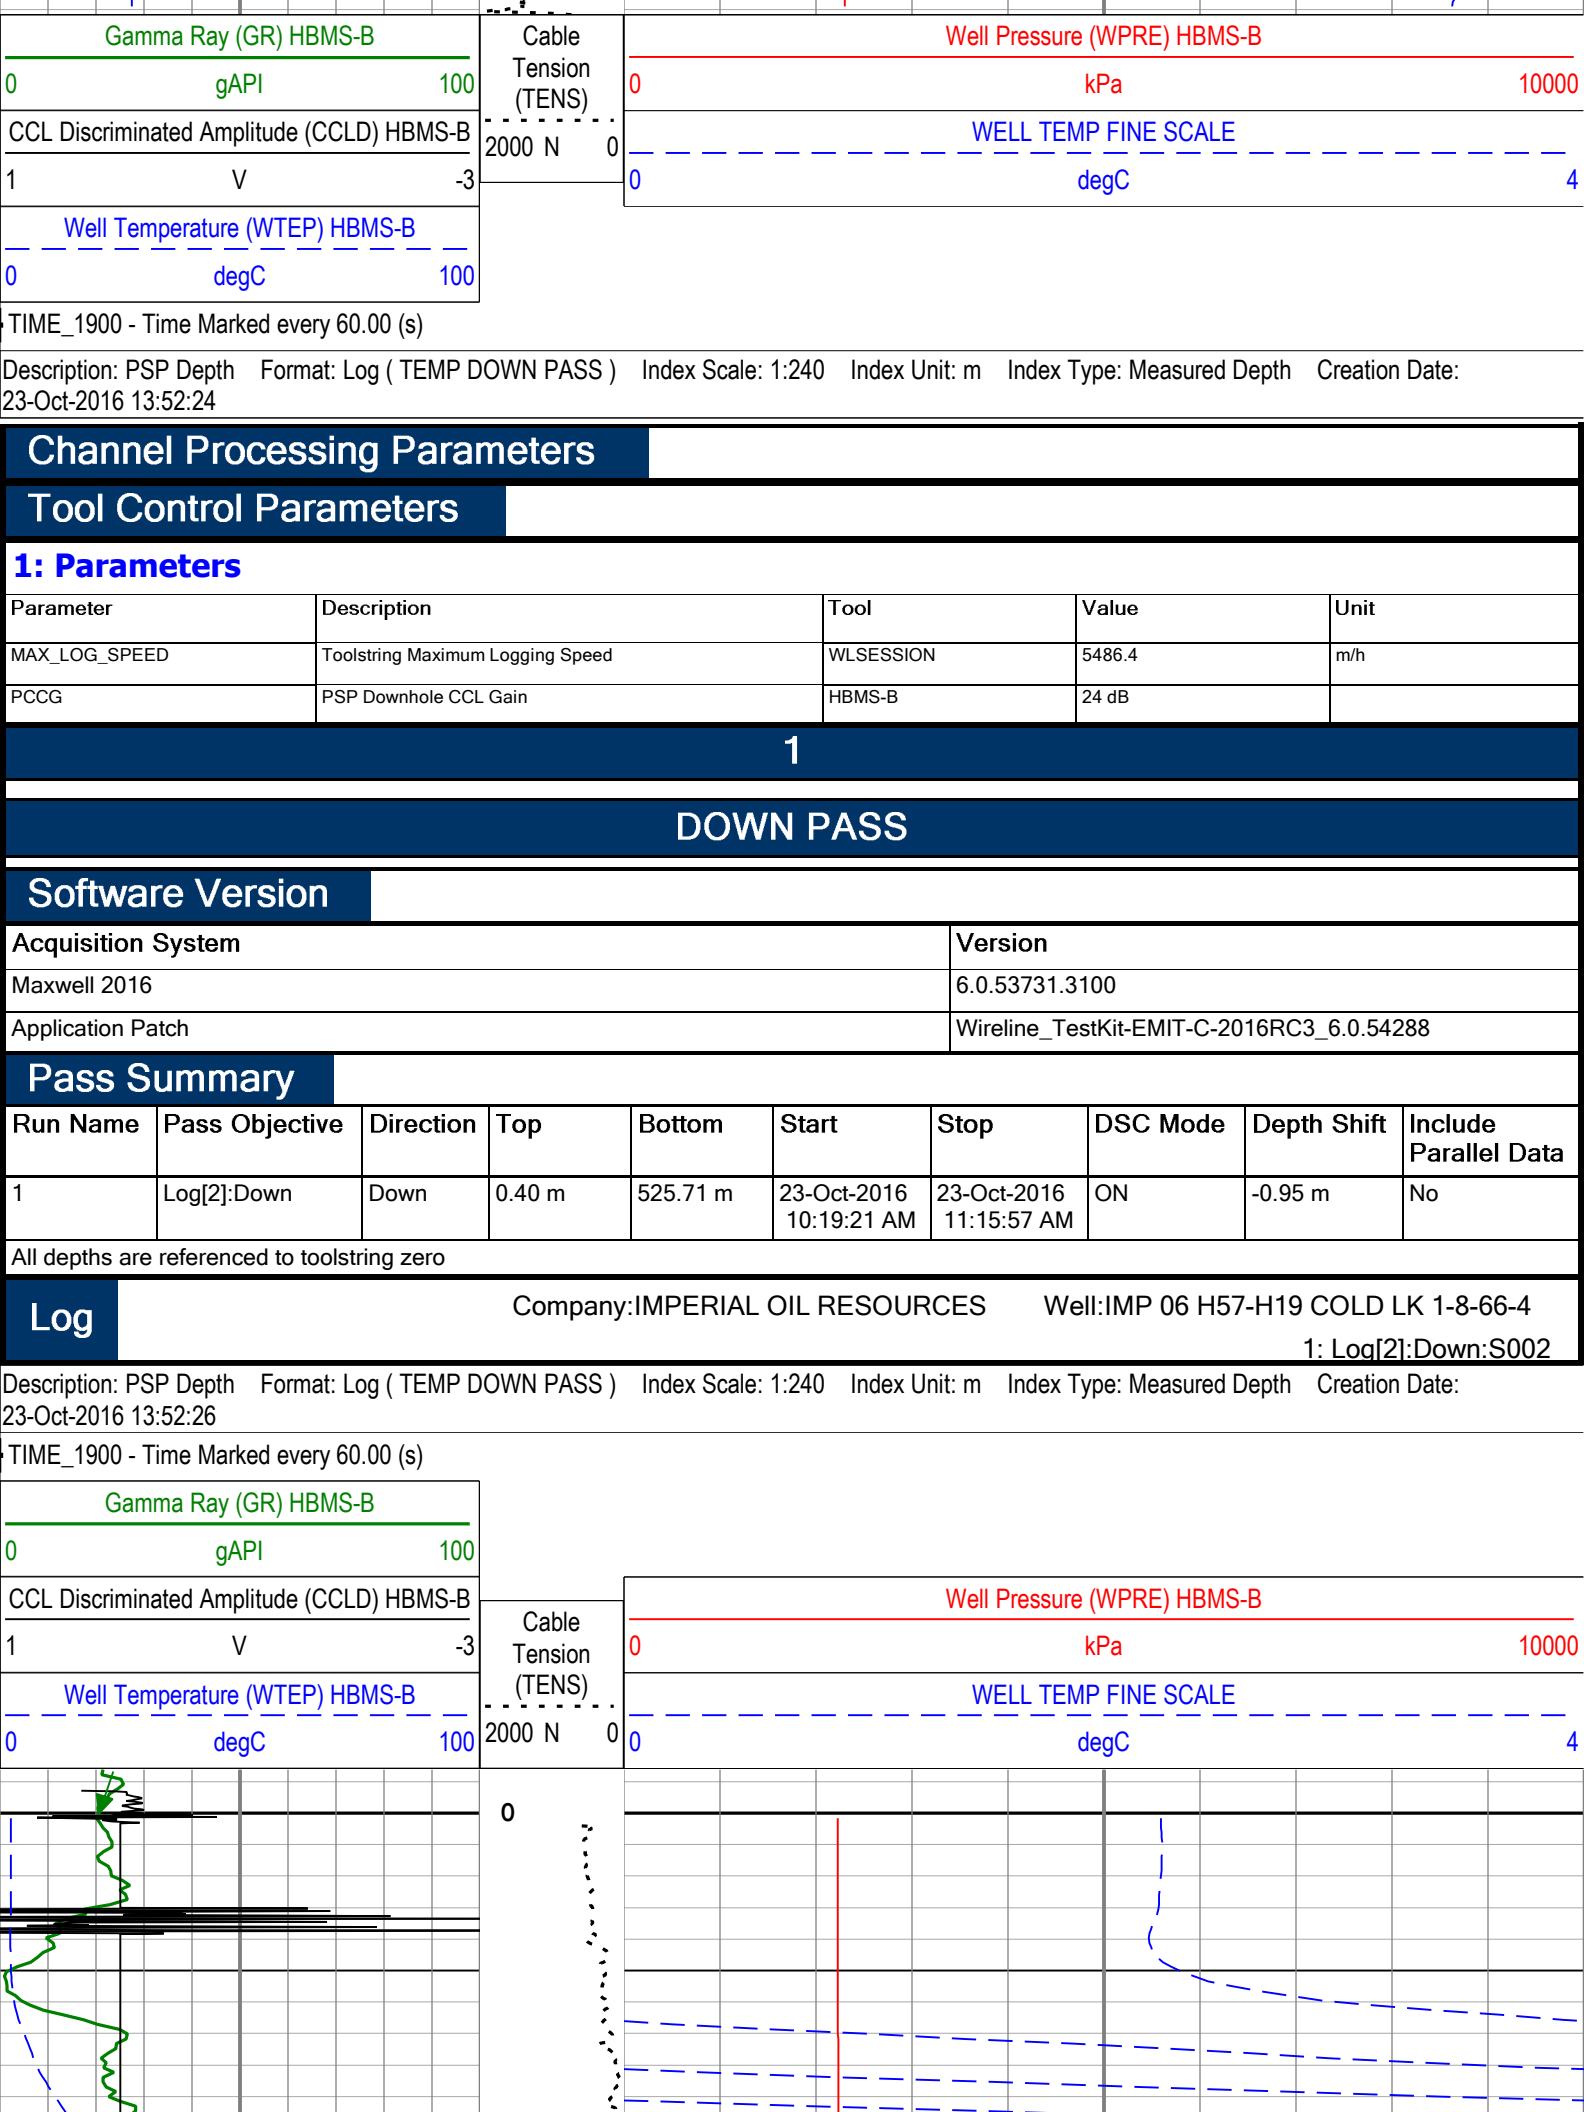 Gamma Ray (GR) HBMS-B
0 gAPI 100
CCL Discriminated Amplitude (CCLD) HBMS-B
1 V -3
Well Temperature (WTEP) HBMS-B
0 degC 100
Cable
Tension
(TENS)
2000 N 0
Well Pressure (WPRE) HBMS-B
0 kPa 10000
WELL TEMP FINE SCALE
0 degC 4
TIME_1900 - Time Marked every 60.00 (s)
Description: PSP Depth Format: Log ( TEMP DOWN PASS ) Index Scale: 1:240 Index Unit: m Index Type: Measured Depth Creation Date:
23-Oct-2016 13:52:24
Channel Processing Parameters
Tool Control Parameters
1: Parameters
Parameter Description Tool Value Unit
MAX_LOG_SPEED Toolstring Maximum Logging Speed WLSESSION 5486.4 m/h
PCCG PSP Downhole CCL Gain HBMS-B 24 dB
1
DOWN PASS
Software Version
Acquisition System Version
Maxwell 2016 6.0.53731.3100
Application Patch Wireline_TestKit-EMIT-C-2016RC3_6.0.54288
Pass Summary
Run Name Pass Objective Direction Top Bottom Start Stop DSC Mode Depth Shift Include
Parallel Data
1 Log[2]:Down Down 0.40 m 525.71 m 23-Oct-2016 23-Oct-2016 ON -0.95 m No
10:19:21 AM 11:15:57 AM
All depths are referenced to toolstring zero
Log
Company:IMPERIAL OIL RESOURCES Well:IMP 06 H57-H19 COLD LK 1-8-66-4
1: Log[2]:Down:S002
Description: PSP Depth Format: Log ( TEMP DOWN PASS ) Index Scale: 1:240 Index Unit: m Index Type: Measured Depth Creation Date:
23-Oct-2016 13:52:26
TIME_1900 - Time Marked every 60.00 (s)
Gamma Ray (GR) HBMS-B
0 gAPI 100
CCL Discriminated Amplitude (CCLD) HBMS-B
1 V -3
Well Temperature (WTEP) HBMS-B
0 degC 100
Cable
Tension
(TENS)
2000 N 0
Well Pressure (WPRE) HBMS-B
0 kPa 10000
WELL TEMP FINE SCALE
0 degC 4
0